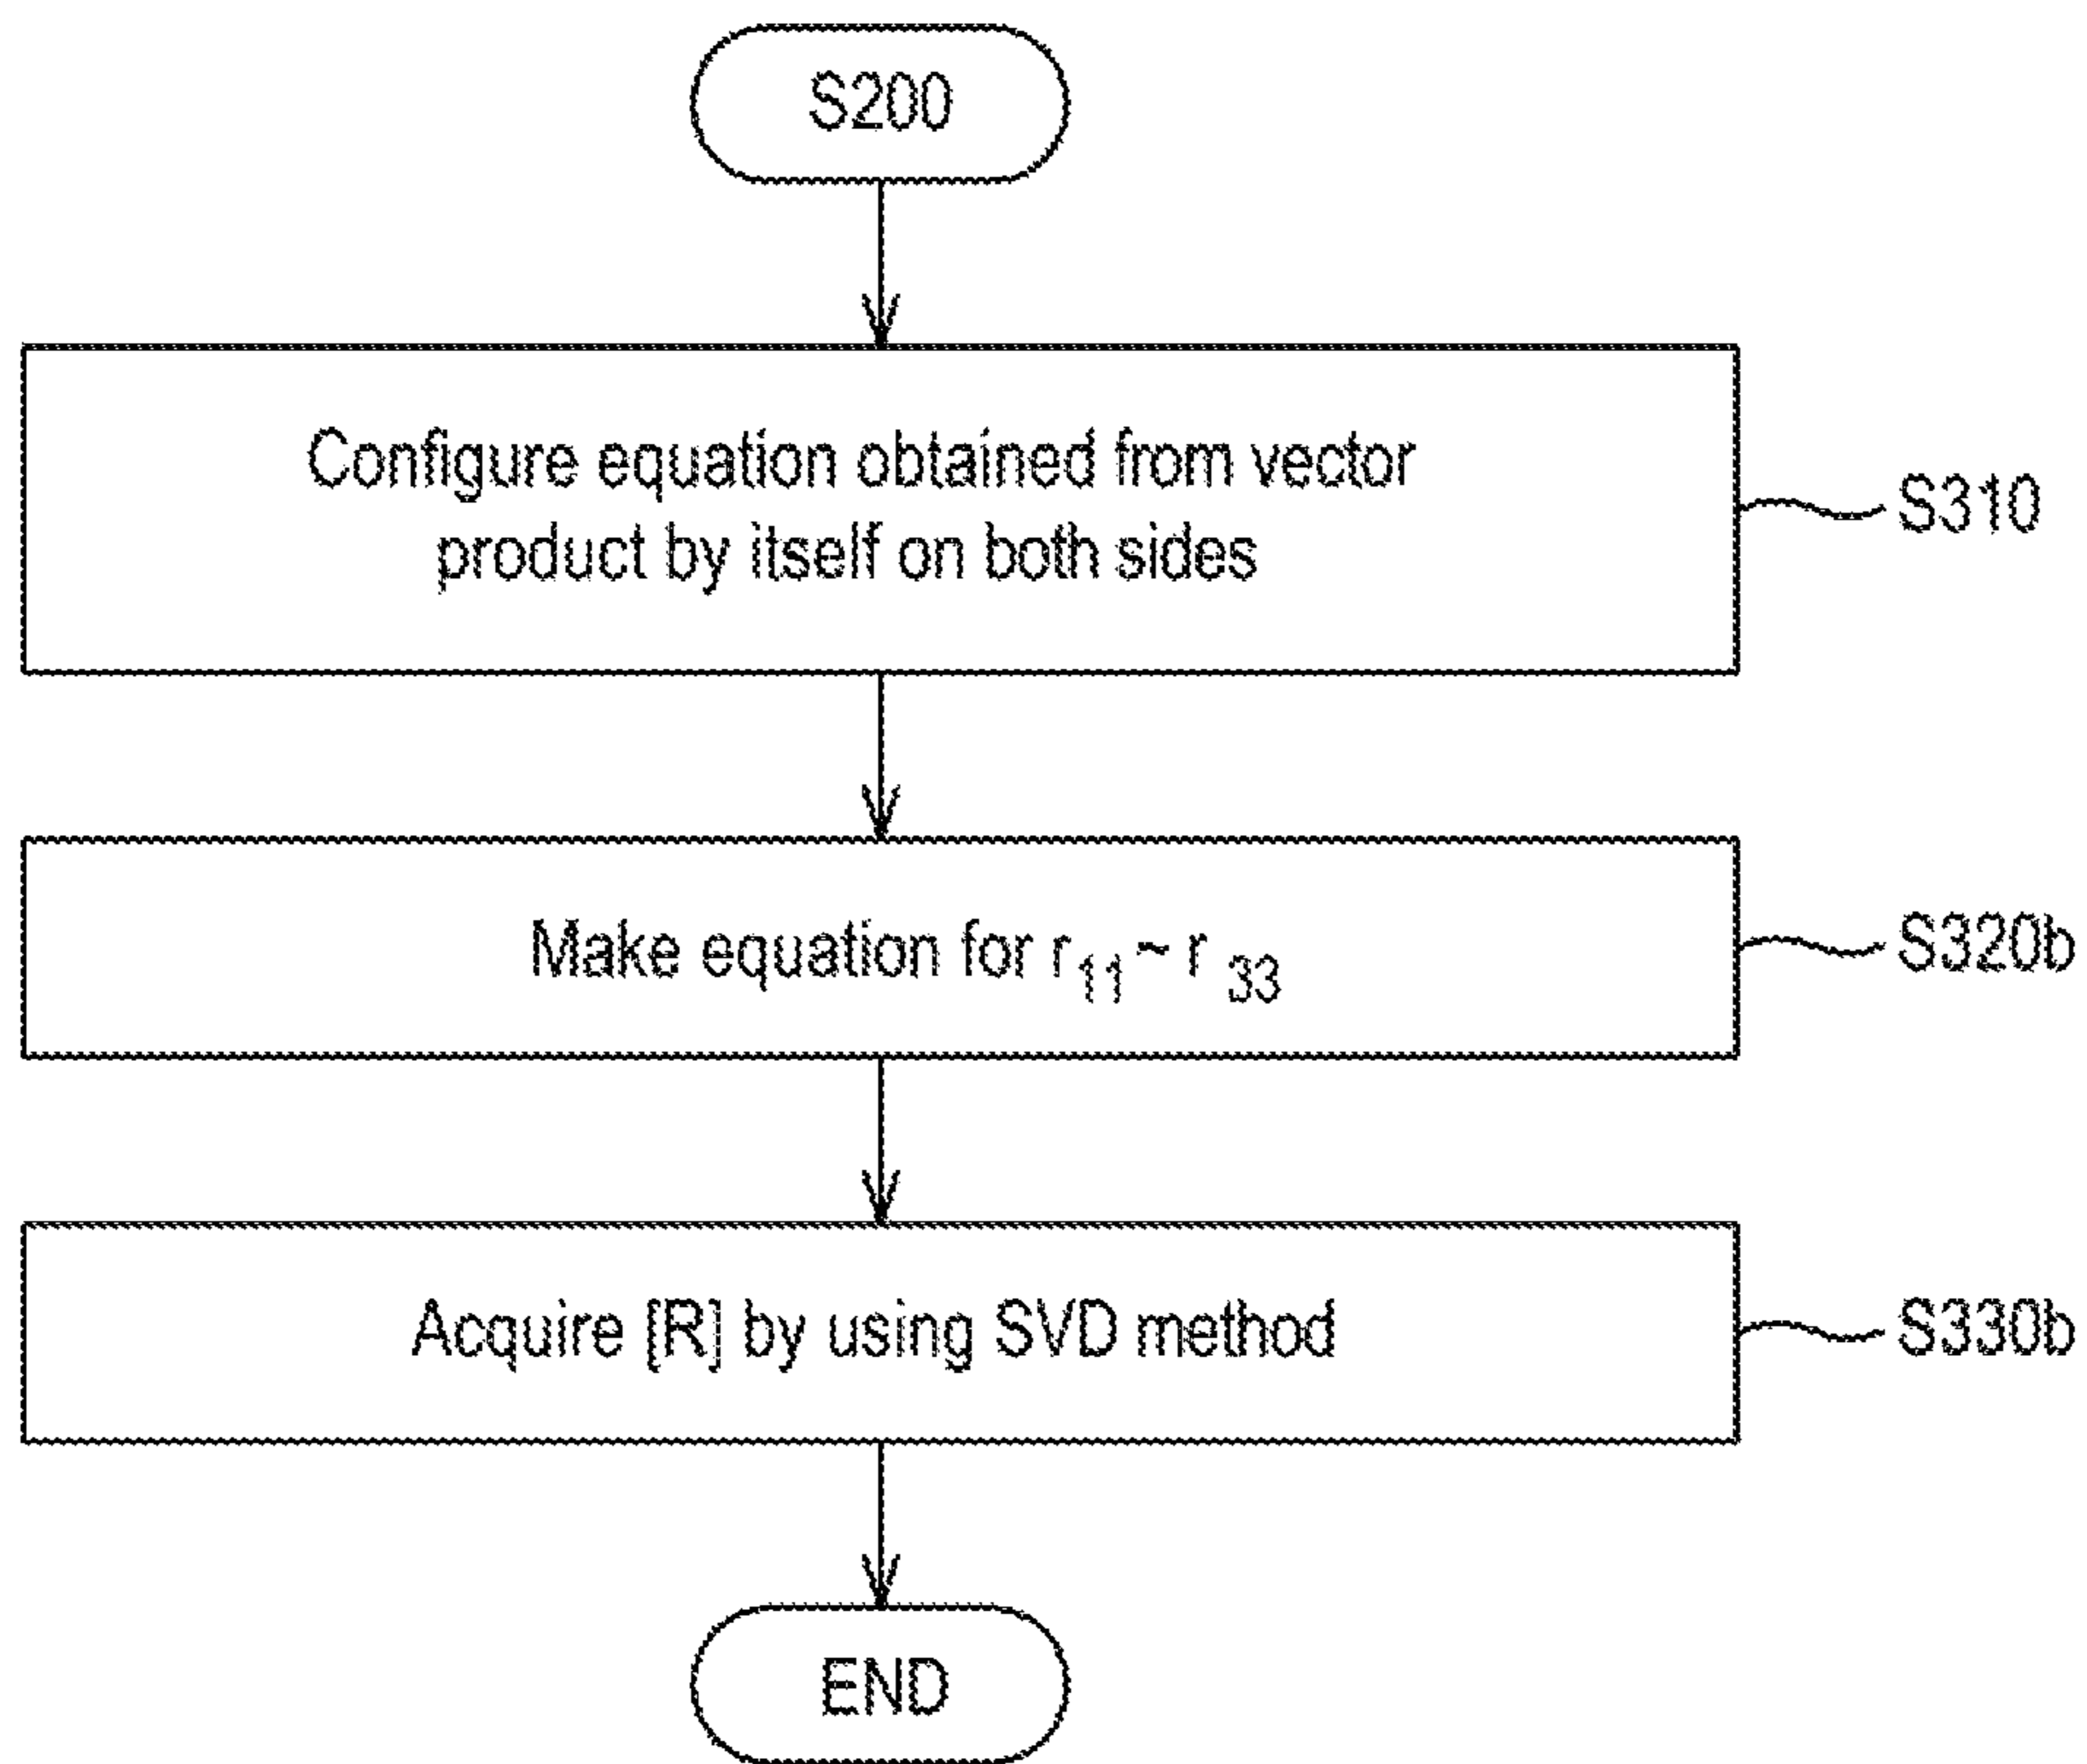 S200
Configure equation obtained from vector
product by itself on both sides
S310
Make equation for r₁₁ ~ r ₃₃
S320b
Acquire [R] by using SVD method
S330b
END